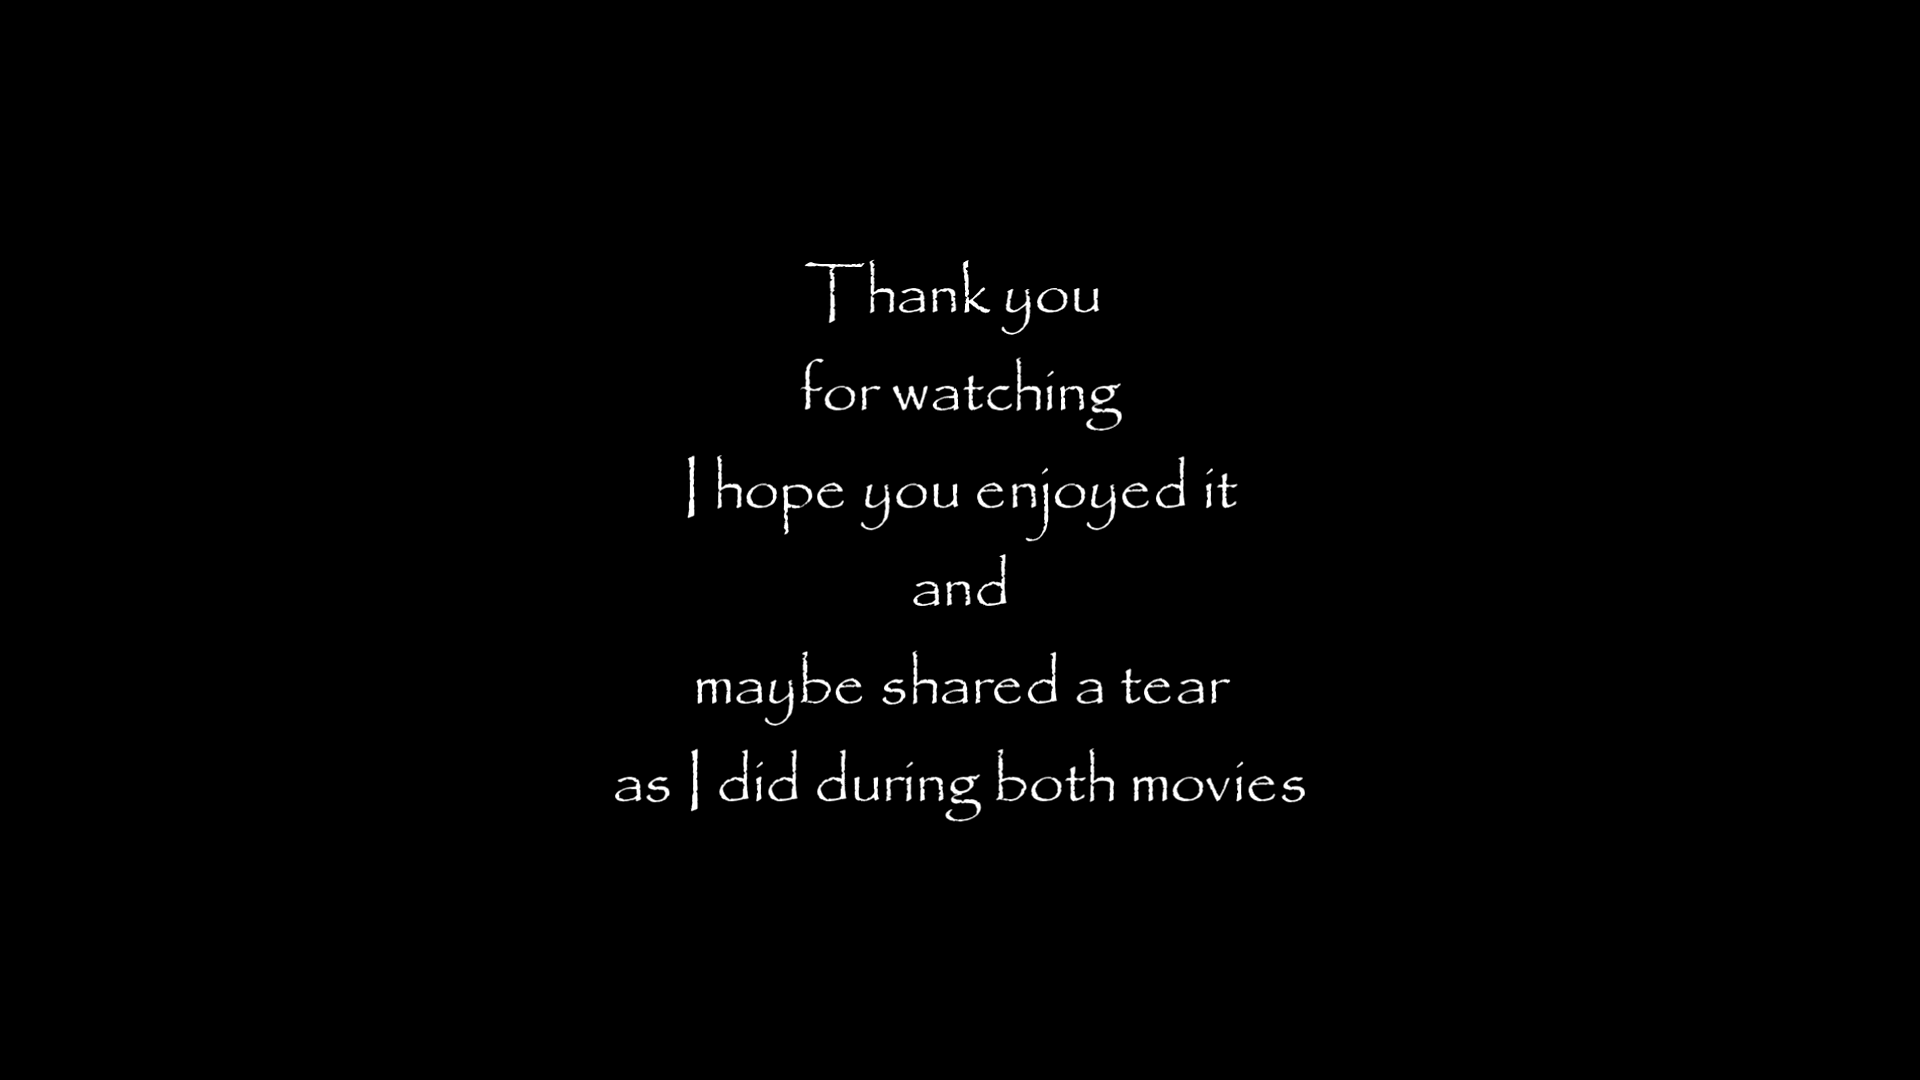 Thank you
for watching
I hope you enjoyed it
and
maybe shared a tear
as I did during both movies